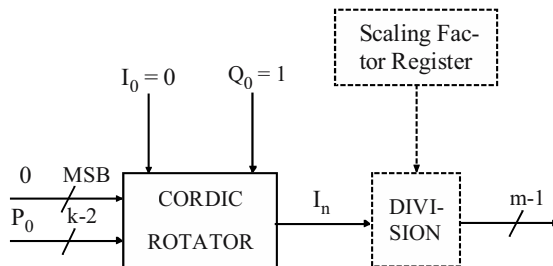 Scaling Fac-
tor Register
I0 = 0
Q0 = 1
0
MSB
P0
k-2
CORDIC
ROTATOR
In
DIVI-
SION
m-1